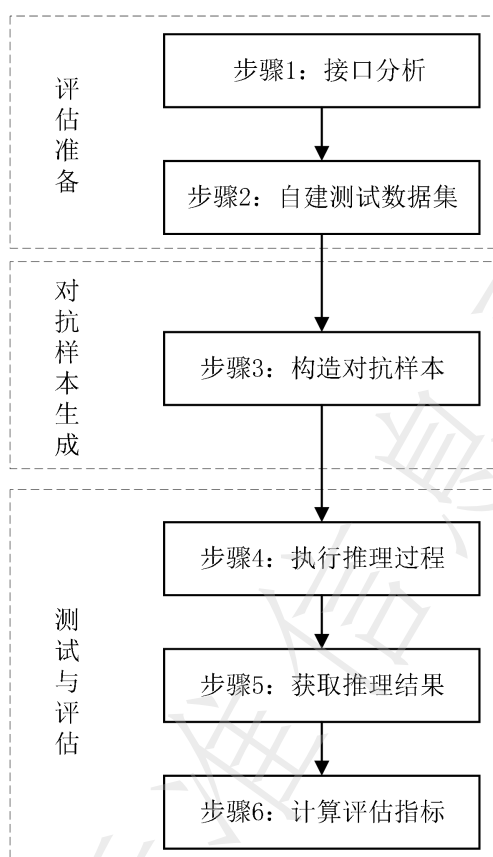 评估准备
步骤1: 接口分析
步骤2: 自建测试数据集
对抗样本生成
步骤3: 构造对抗样本
测试与评估
步骤4: 执行推理过程
步骤5: 获取推理结果
步骤6: 计算评估指标
准信息